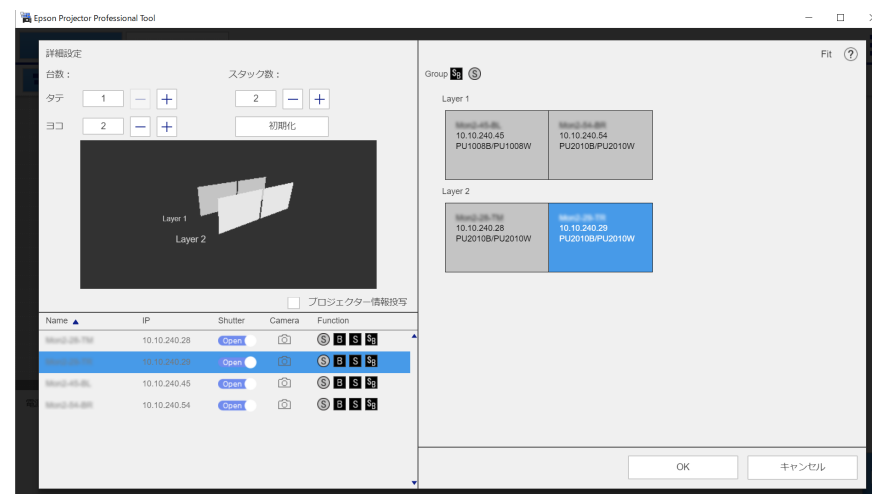 Epson Projector Professional Tool
詳細設定
台数：
スタック数：
タテ 1
2
ヨコ 2
初期化
Layer 1
Layer 2
プロジェクター情報投写
Name IP Shutter Camera Function
10.10.240.28 Open S B S SB
10.10.240.29 Open S B S SB
10.10.240.45 Open S B S SB
10.10.240.54 Open S B S SB
Fit ?
Group SB S
Layer 1
10.10.240.45
PU1008B/PU1008W
10.10.240.54
PU2010B/PU2010W
Layer 2
10.10.240.28
PU2010B/PU2010W
10.10.240.29
PU2010B/PU2010W
OK
キャンセル